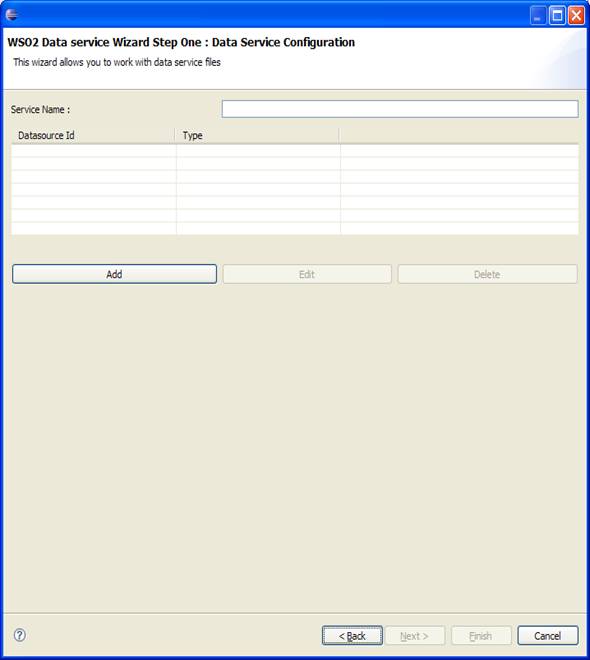 WSO2 Data service Wizard Step One : Data Service Configuration
This wizard allows you to work with data service files
Service Name :
Datasource Id Type
Add Edit Delete
? < Back Next > Finish Cancel